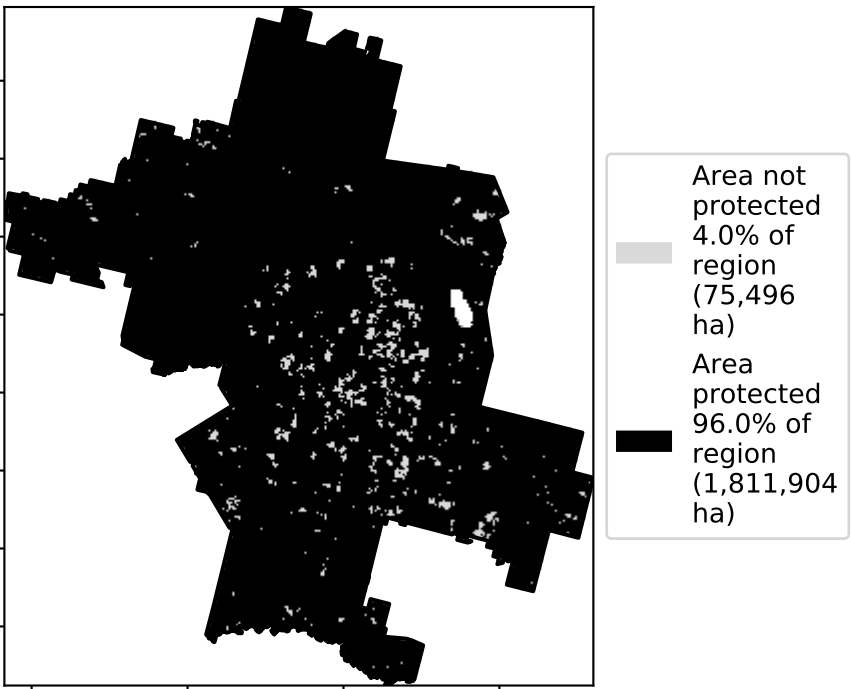 Area not
protected
4.0% of
region
(75,496
ha)
Area
protected
96.0% of
region
(1,811,904
ha)